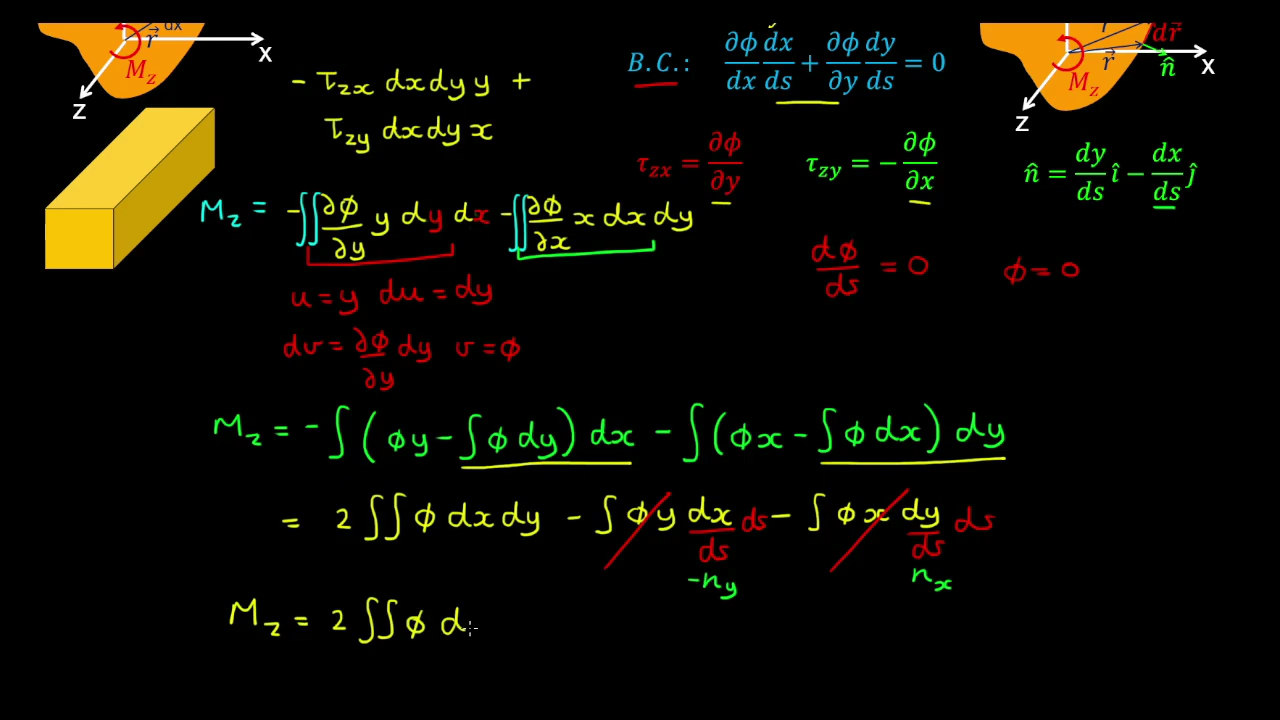 dx
r⃗
M_z
x
z
- τ_zx dx dy y +
τ_zy dx dy x
B.C.: ∂ϕ/dx dx/ds + ∂ϕ/∂y dy/ds = 0
dr⃗
n̂
r⃗
M_z
x
z
τ_zx = ∂ϕ/∂y
τ_zy = − ∂ϕ/∂x
n̂ = dy/ds î − dx/ds ĵ
M_z = -∬ ∂ϕ/∂y y dy dx - ∬ ∂ϕ/∂x x dx dy
dϕ/ds = 0
ϕ = 0
u = y du = dy
dv = ∂ϕ/∂y dy v = ϕ
M_z = - ∫ ( ϕy - ∫ ϕ dy ) dx - ∫ ( ϕx - ∫ ϕ dx ) dy
= 2 ∬ ϕ dx dy - ∫ ϕ y dx/ds ds - ∫ ϕ x dy/ds ds
-n_y
n_x
M_z = 2 ∬ ϕ d